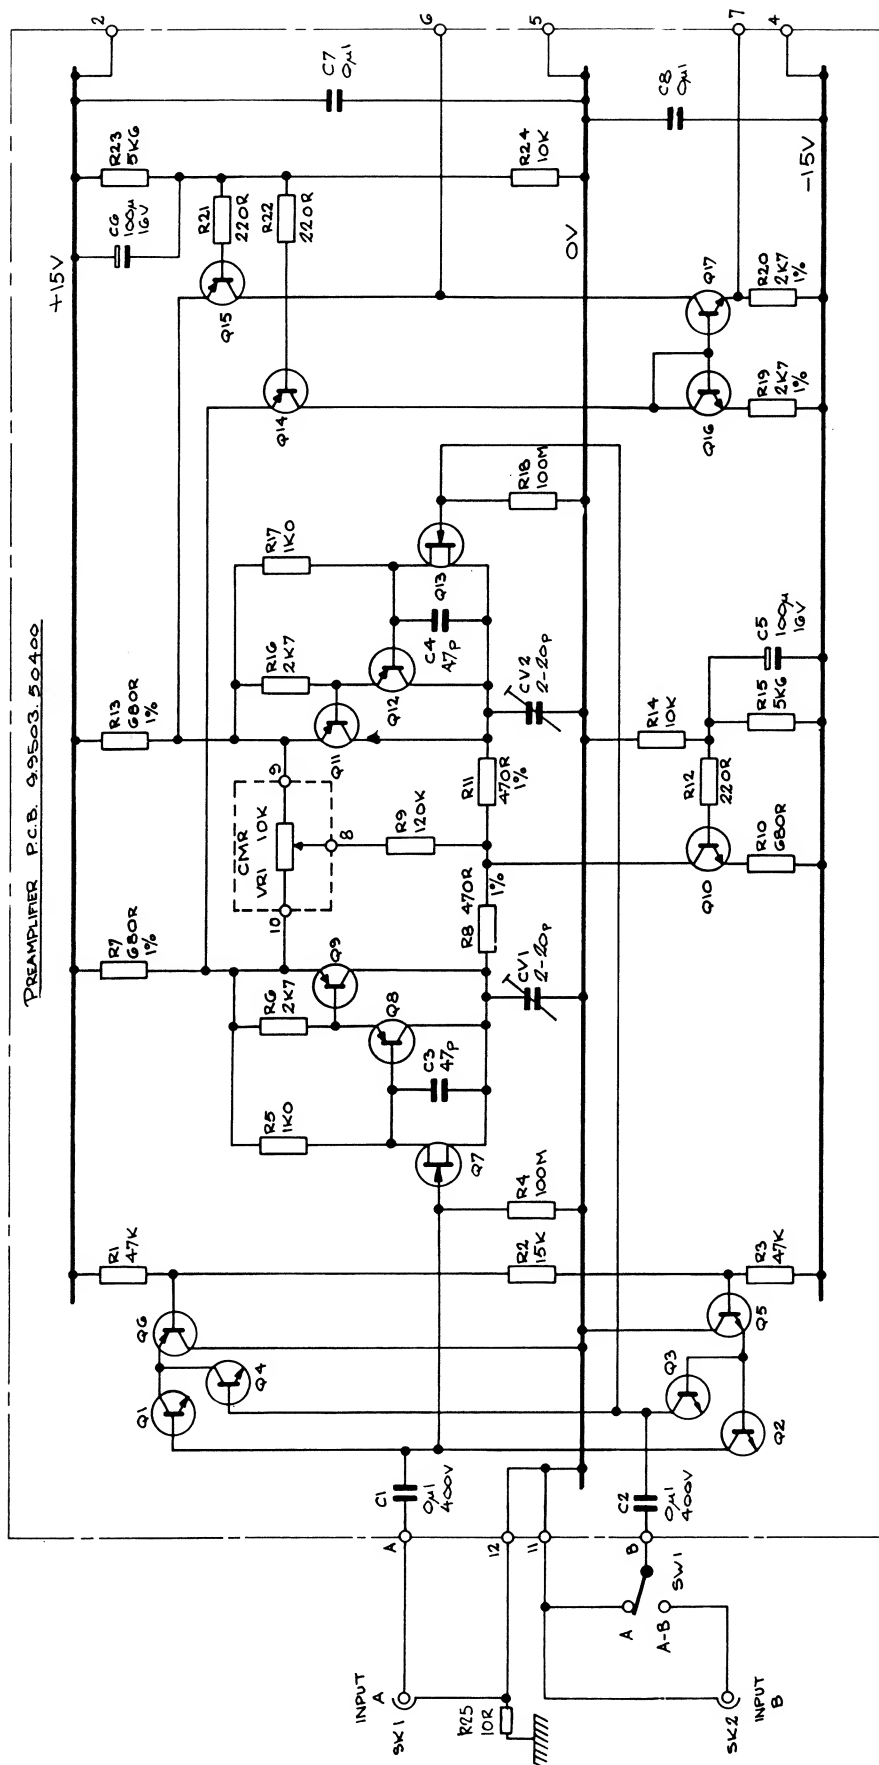 PREAMPLIFIER P.C.B. 9.9503.50400
+15V
0V
-15V
INPUT
A
SK1
R25
10R
SK2
INPUT
B
A
12
11
B
SW1
A
A-B
C1
0µ1
400V
C2
0µ1
400V
Q1
Q4
Q6
Q3
Q2
Q5
R1
47K
R2
15K
R3
47K
R4
100M
Q7
R5
1K0
C3
47P
Q8
R6
2K7
Q9
R7
680R
1%
CV1
2-20P
R8 470R
1%
10
CMR
VR1 10K
9
8
R9
120K
Q10
R10
680R
R11
470R
1%
R12
220R
R13
680R
1%
Q11
Q12
R16
2K7
CV2
2-20P
C4
47P
R17
1K0
Q13
R18
100M
R14
10K
R15
5K6
C5
100µ
16V
Q14
Q15
Q16
Q17
R19
2K7
1%
R20
2K7
1%
C6
100µ
16V
R21
220R
R22
220R
R23
5K6
R24
10K
C7
0µ1
C8
0µ1
2
6
5
7
4